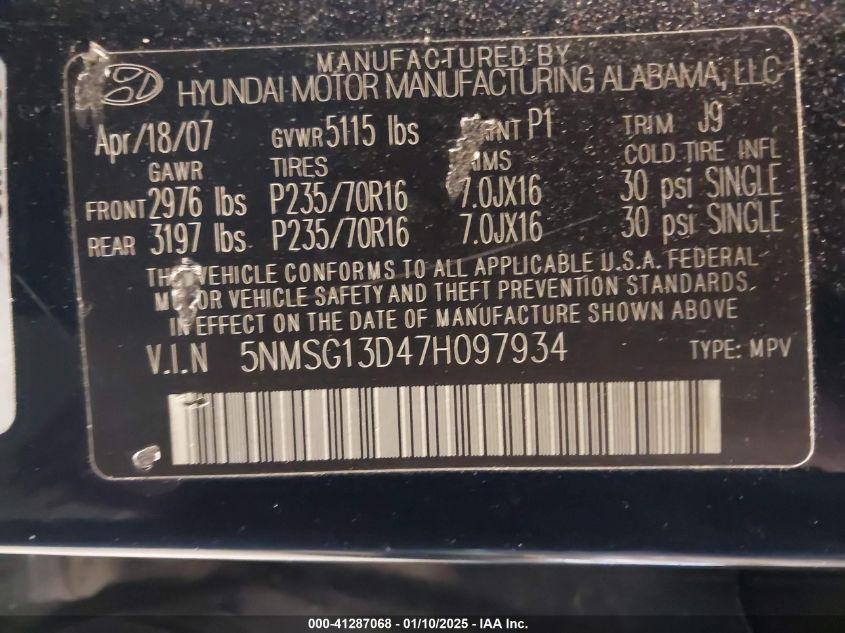 MANUFACTURED BY
HYUNDAI MOTOR MANUFACTURING ALABAMA, LLC
Apr/18/07 GVWR 5115 lbs P1 TRIM J9
GAWR TIRES COLD TIRE INFL
FRONT 2976 lbs P235/70R16 7.0JX16 30 psi SINGLE
REAR 3197 lbs P235/70R16 7.0JX16 30 psi SINGLE
VEHICLE CONFORMS TO ALL APPLICABLE U.S.A. FEDERAL
VEHICLE SAFETY AND THEFT PREVENTION STANDARDS.
IN EFFECT ON THE DATE OF MANUFACTURE SHOWN ABOVE
V.I.N 5NMSG13D47H097934 TYPE: MPV
000-41287068 - 01/10/2025 - IAA Inc.